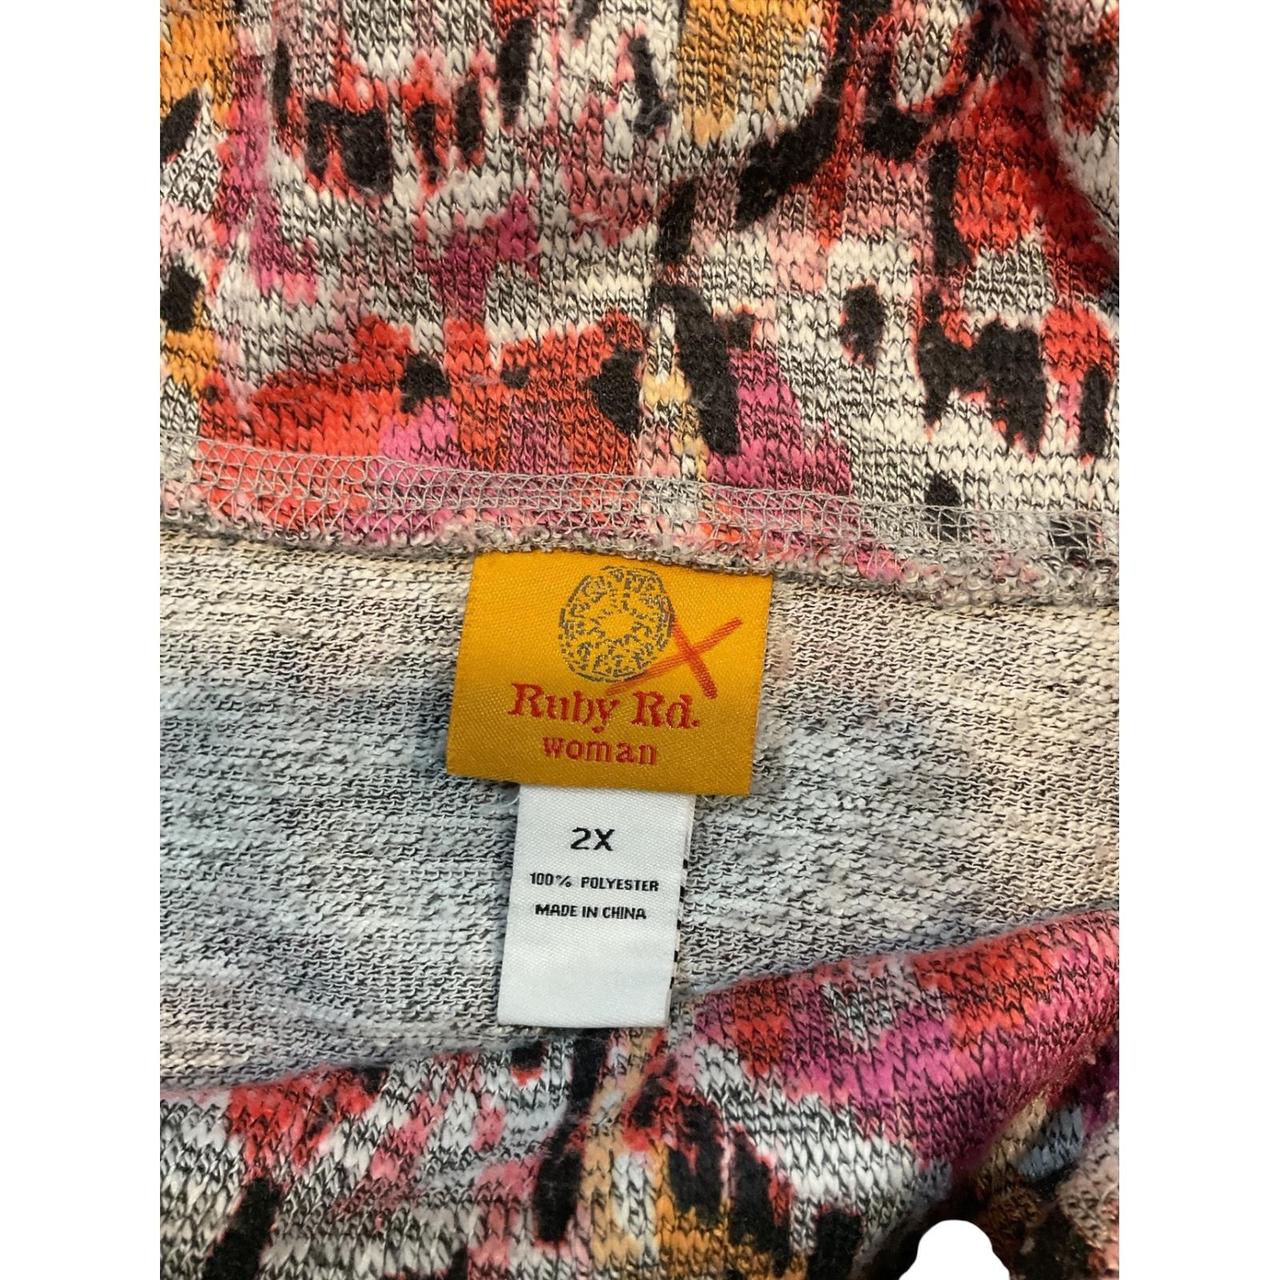 Ruby Rd.
woman
2X
100% POLYESTER
MADE IN CHINA